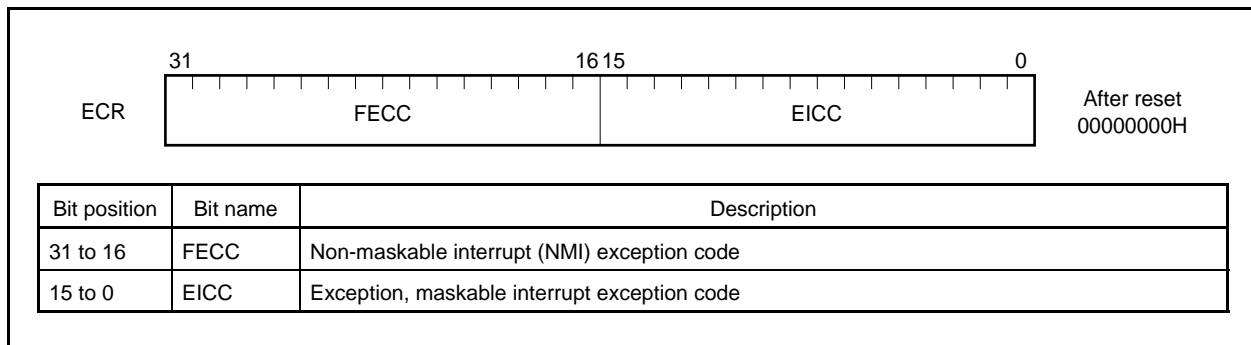 31 16 15 0
ECR FECC EICC After reset
00000000H
Bit position Bit name Description
31 to 16 FECC Non-maskable interrupt (NMI) exception code
15 to 0 EICC Exception, maskable interrupt exception code